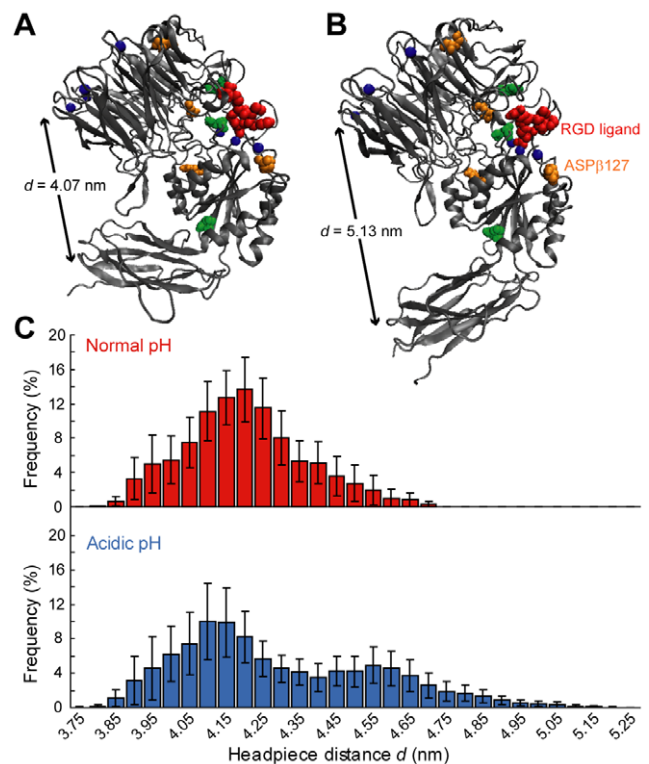 A
B
RGD ligand
ASPβ127
d = 4.07 nm
d = 5.13 nm
C
20
Normal pH
16
12
8
4
0
Frequency (%)
20
Acidic pH
16
12
8
4
0
Frequency (%)
3.75 3.85 3.95 4.05 4.15 4.25 4.35 4.45 4.55 4.65 4.75 4.85 4.95 5.05 5.15 5.25
Headpiece distance d (nm)